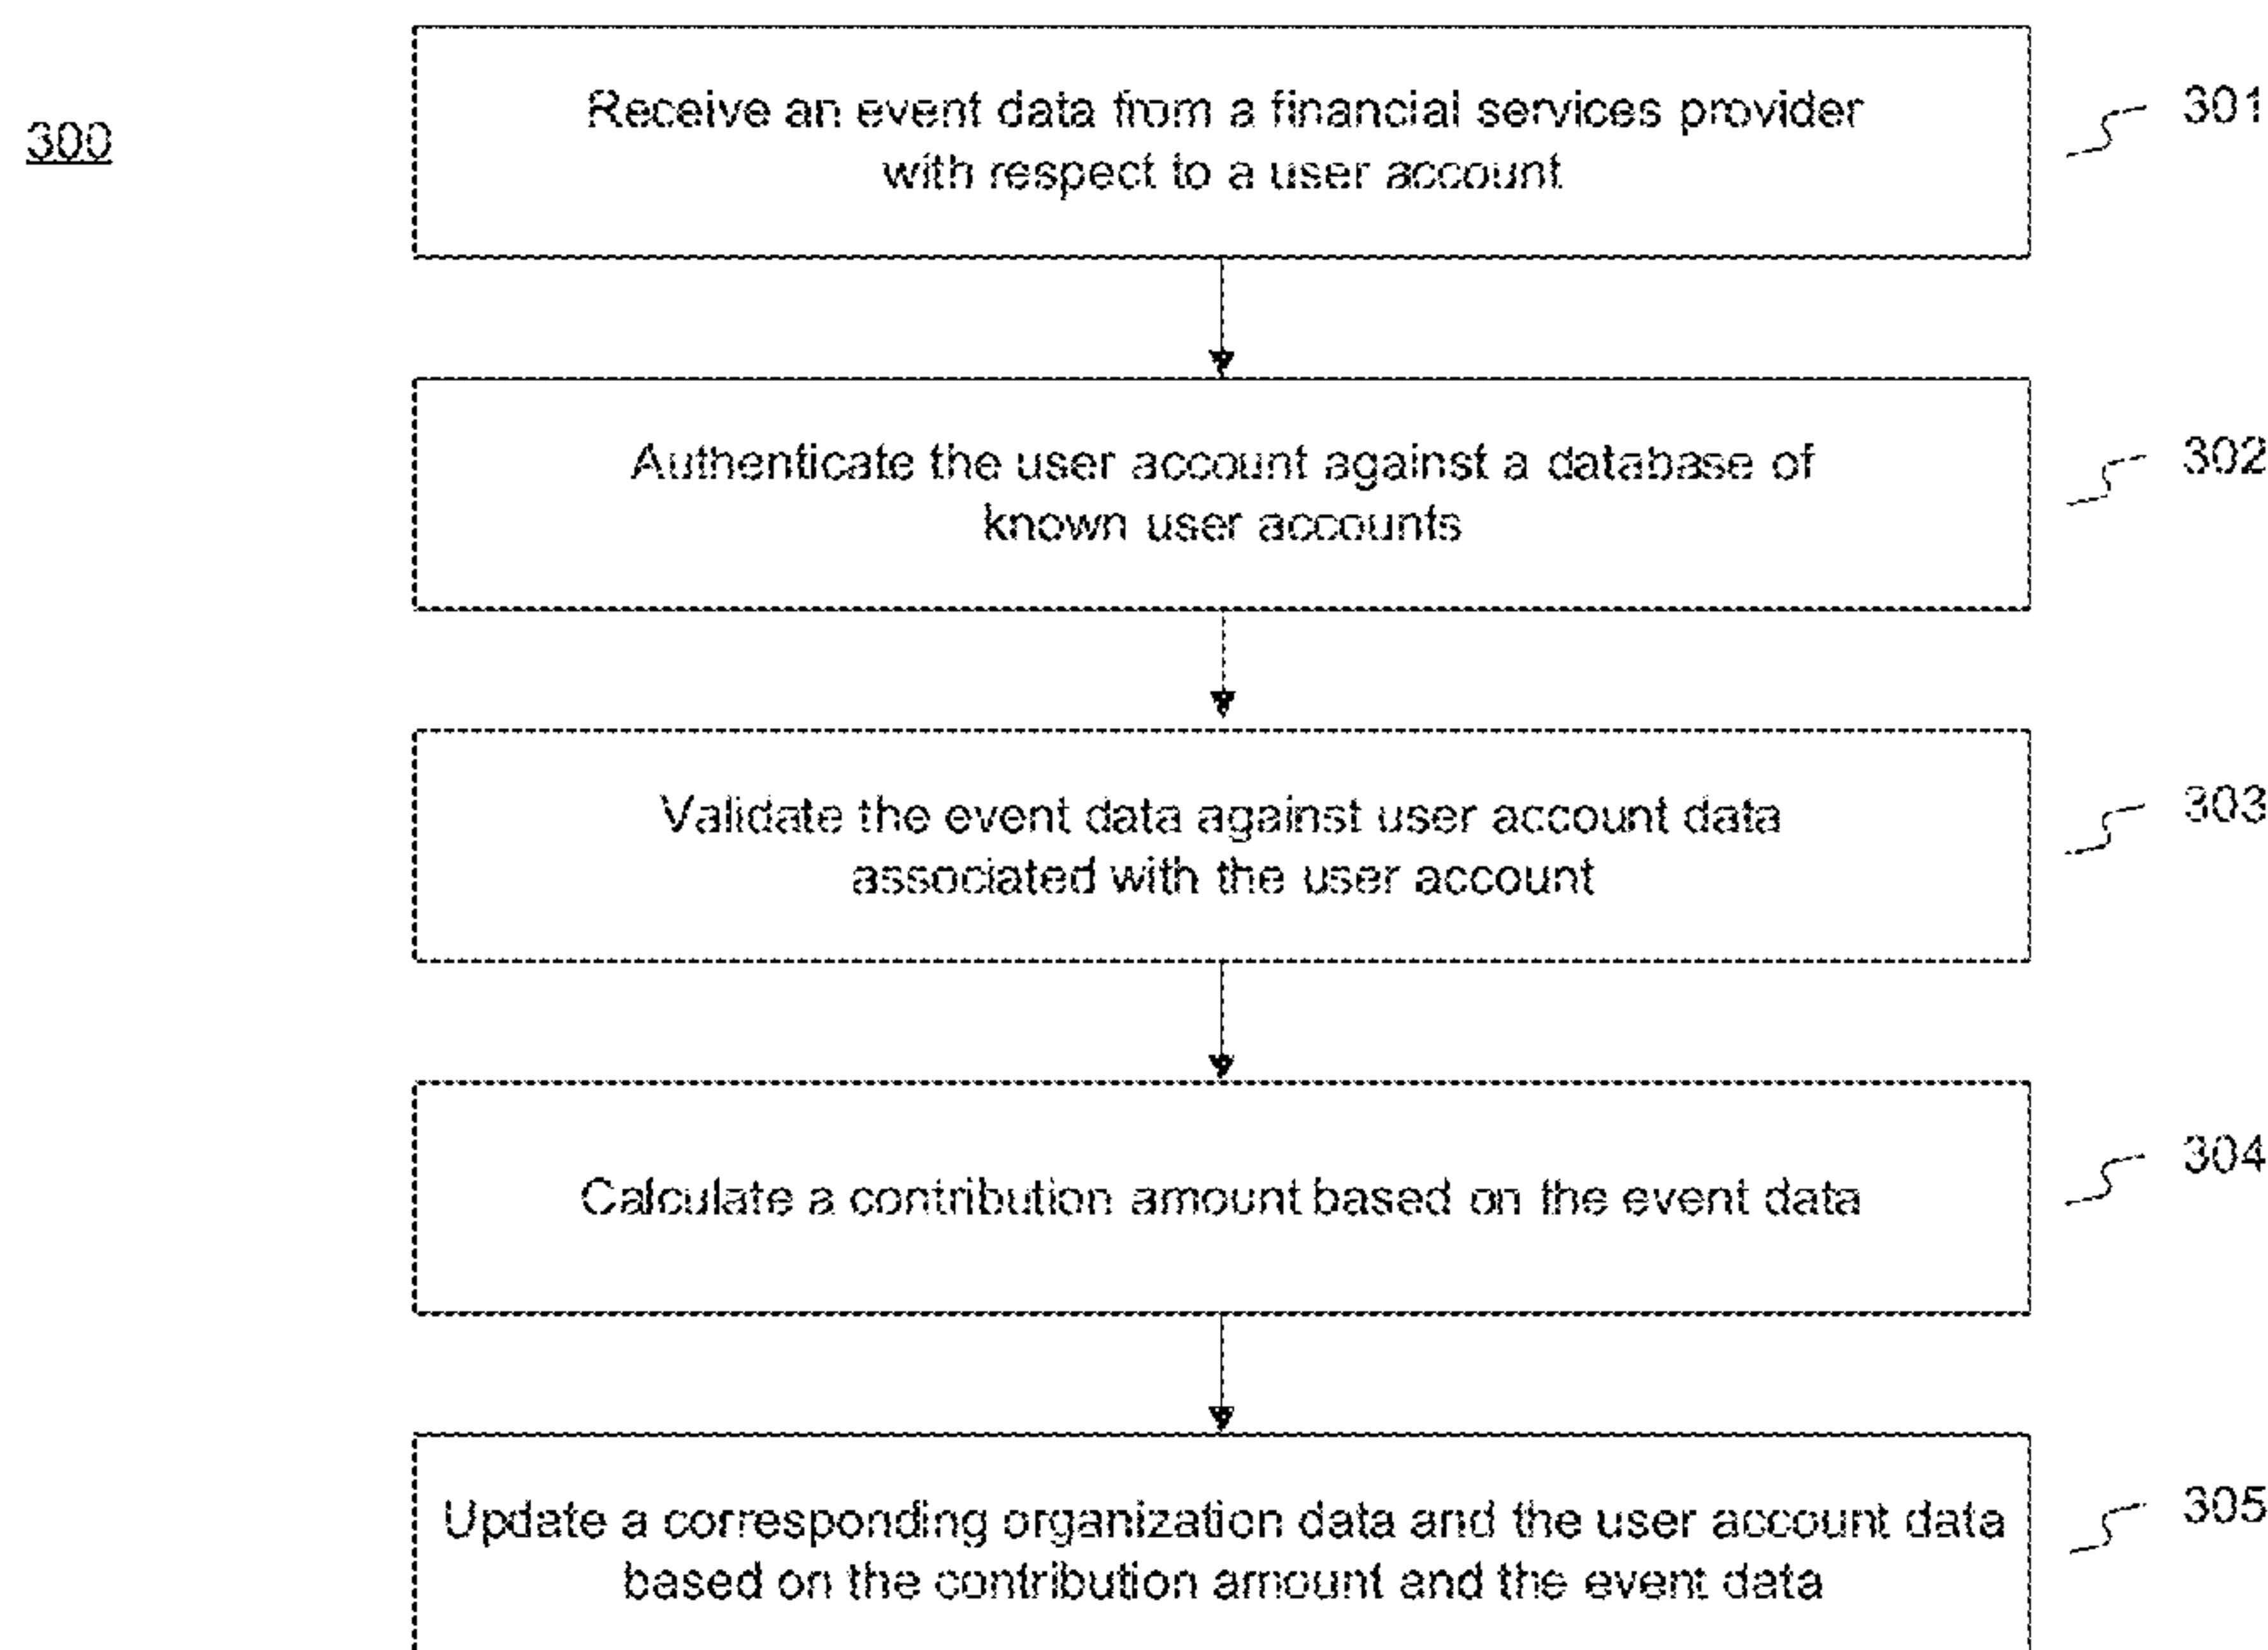 300
Receive an event data from a financial services provider
with respect to a user account
301
Authenticate the user account against a database of
known user accounts
302
Validate the event data against user account data
associated with the user account
303
Calculate a contribution amount based on the event data
304
Update a corresponding organization data and the user account data
based on the contribution amount and the event data
305